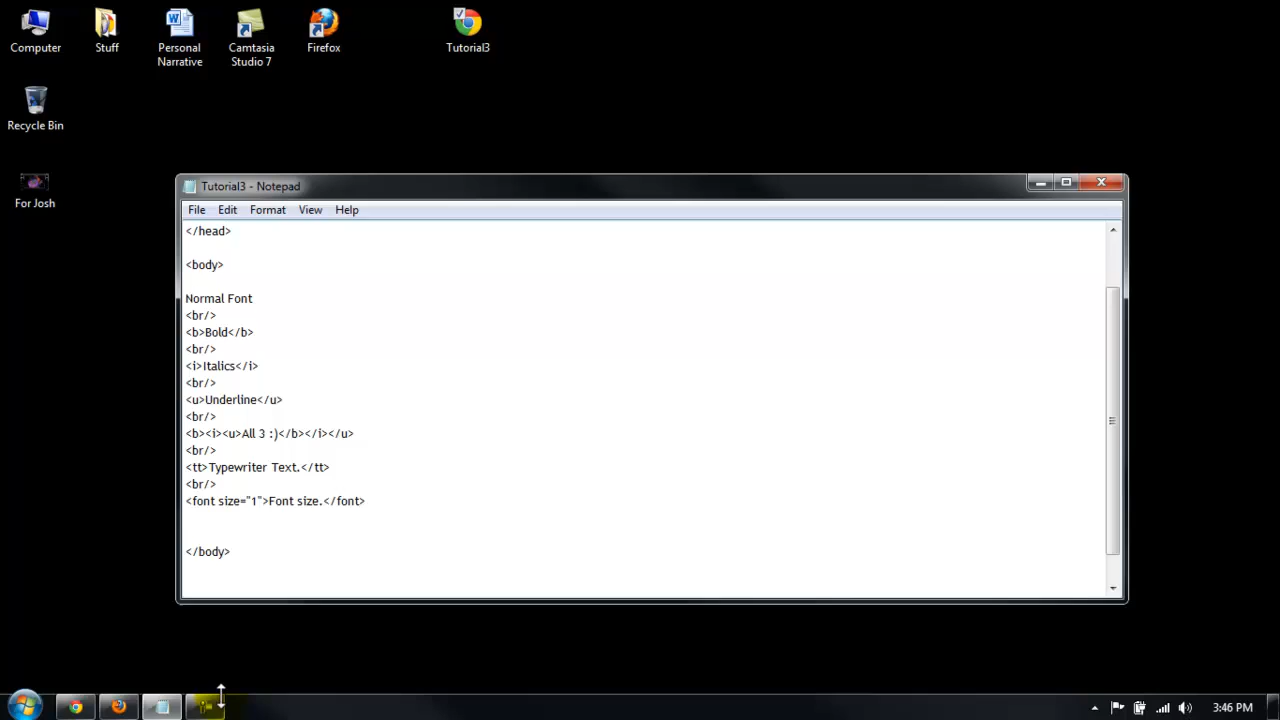 Computer
Stuff
Personal Narrative
Camtasia Studio 7
Firefox
Tutorial3
Recycle Bin
For Josh
Tutorial3 - Notepad
File Edit Format View Help
</head>
<body>
Normal Font
<br/>
<b>Bold</b>
<br/>
<i>Italics</i>
<br/>
<u>Underline</u>
<br/>
<b><i><u>All 3 :)</b></i></u>
<br/>
<tt>Typewriter Text.</tt>
<br/>
<font size="1">Font size.</font>
</body>
3:46 PM